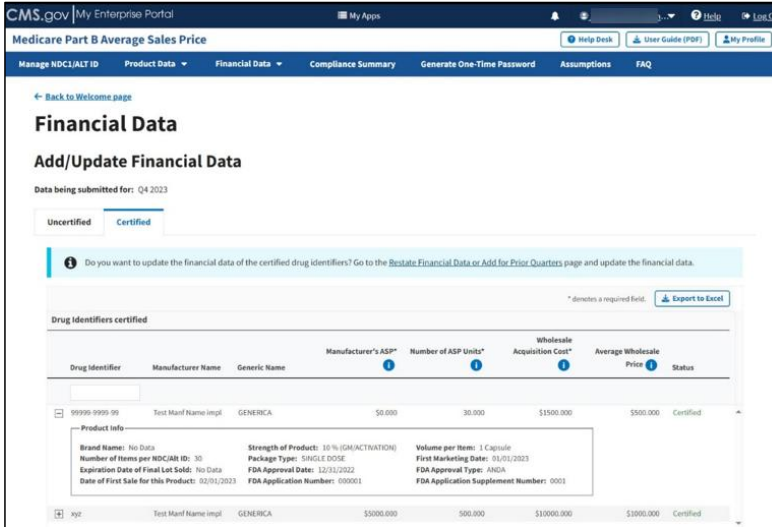 CMS.gov My Enterprise Portal My Apps Help Log O
Medicare Part B Average Sales Price Help Desk User Guide (PDF) My Profile
Manage NDC1/ALT ID Product Data Financial Data Compliance Summary Generate One-Time Password Assumptions FAQ
← Back to Welcome page
Financial Data
Add/Update Financial Data
Data being submitted for: Q4 2023
Uncertified Certified
Do you want to update the financial data of the certified drug identifiers? Go to the Restate Financial Data or Add for Prior Quarters page and update the financial data.
* denotes a required field. Export to Excel
Drug Identifiers certified
Drug Identifier Manufacturer Name Generic Name Manufacturer's ASP* Number of ASP Units* Wholesale Acquisition Cost* Average Wholesale Price Status
99999-9999-99 Test Manf Name impl GENERICA $0.000 30.000 $1500.000 $500.000 Certified
Product Info
Brand Name: No Data Strength of Product: 10 % (GM/ACTIVATION) Volume per Item: 1 Capsule
Number of Items per NDC/Alt ID: 30 Package Type: SINGLE DOSE First Marketing Date: 01/01/2023
Expiration Date of Final Lot Sold: No Data FDA Approval Date: 12/31/2022 FDA Approval Type: ANDA
Date of First Sale for this Product: 02/01/2023 FDA Application Number: 000001 FDA Application Supplement Number: 0001
xyz Test Manf Name impl GENERICA $5000.000 500.000 $10000.000 $1000.000 Certified